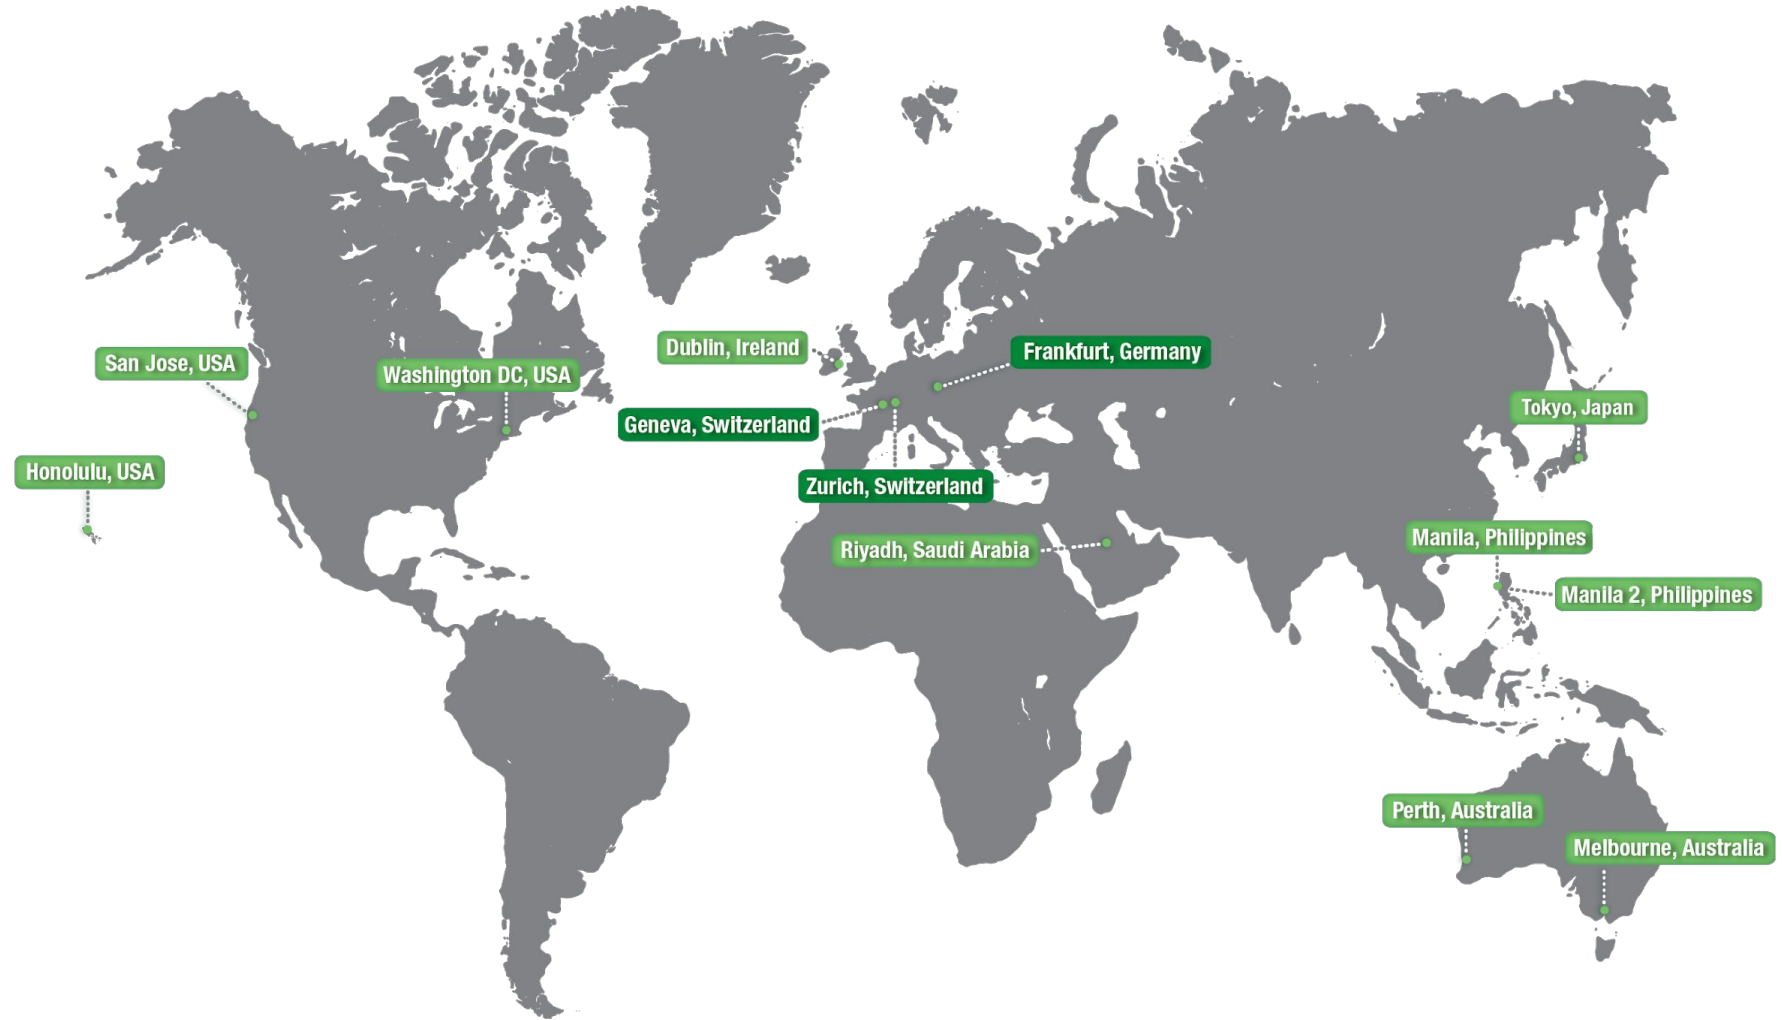 Dublin, Ireland
Frankfurt, Germany
San Jose, USA
Washington DC, USA
Tokyo, Japan
Geneva, Switzerland
Honolulu, USA
Zurich, Switzerland
Manila, Philippines
Riyadh, Saudi Arabia
Manila 2, Philippines
Perth, Australia
Melbourne, Australia